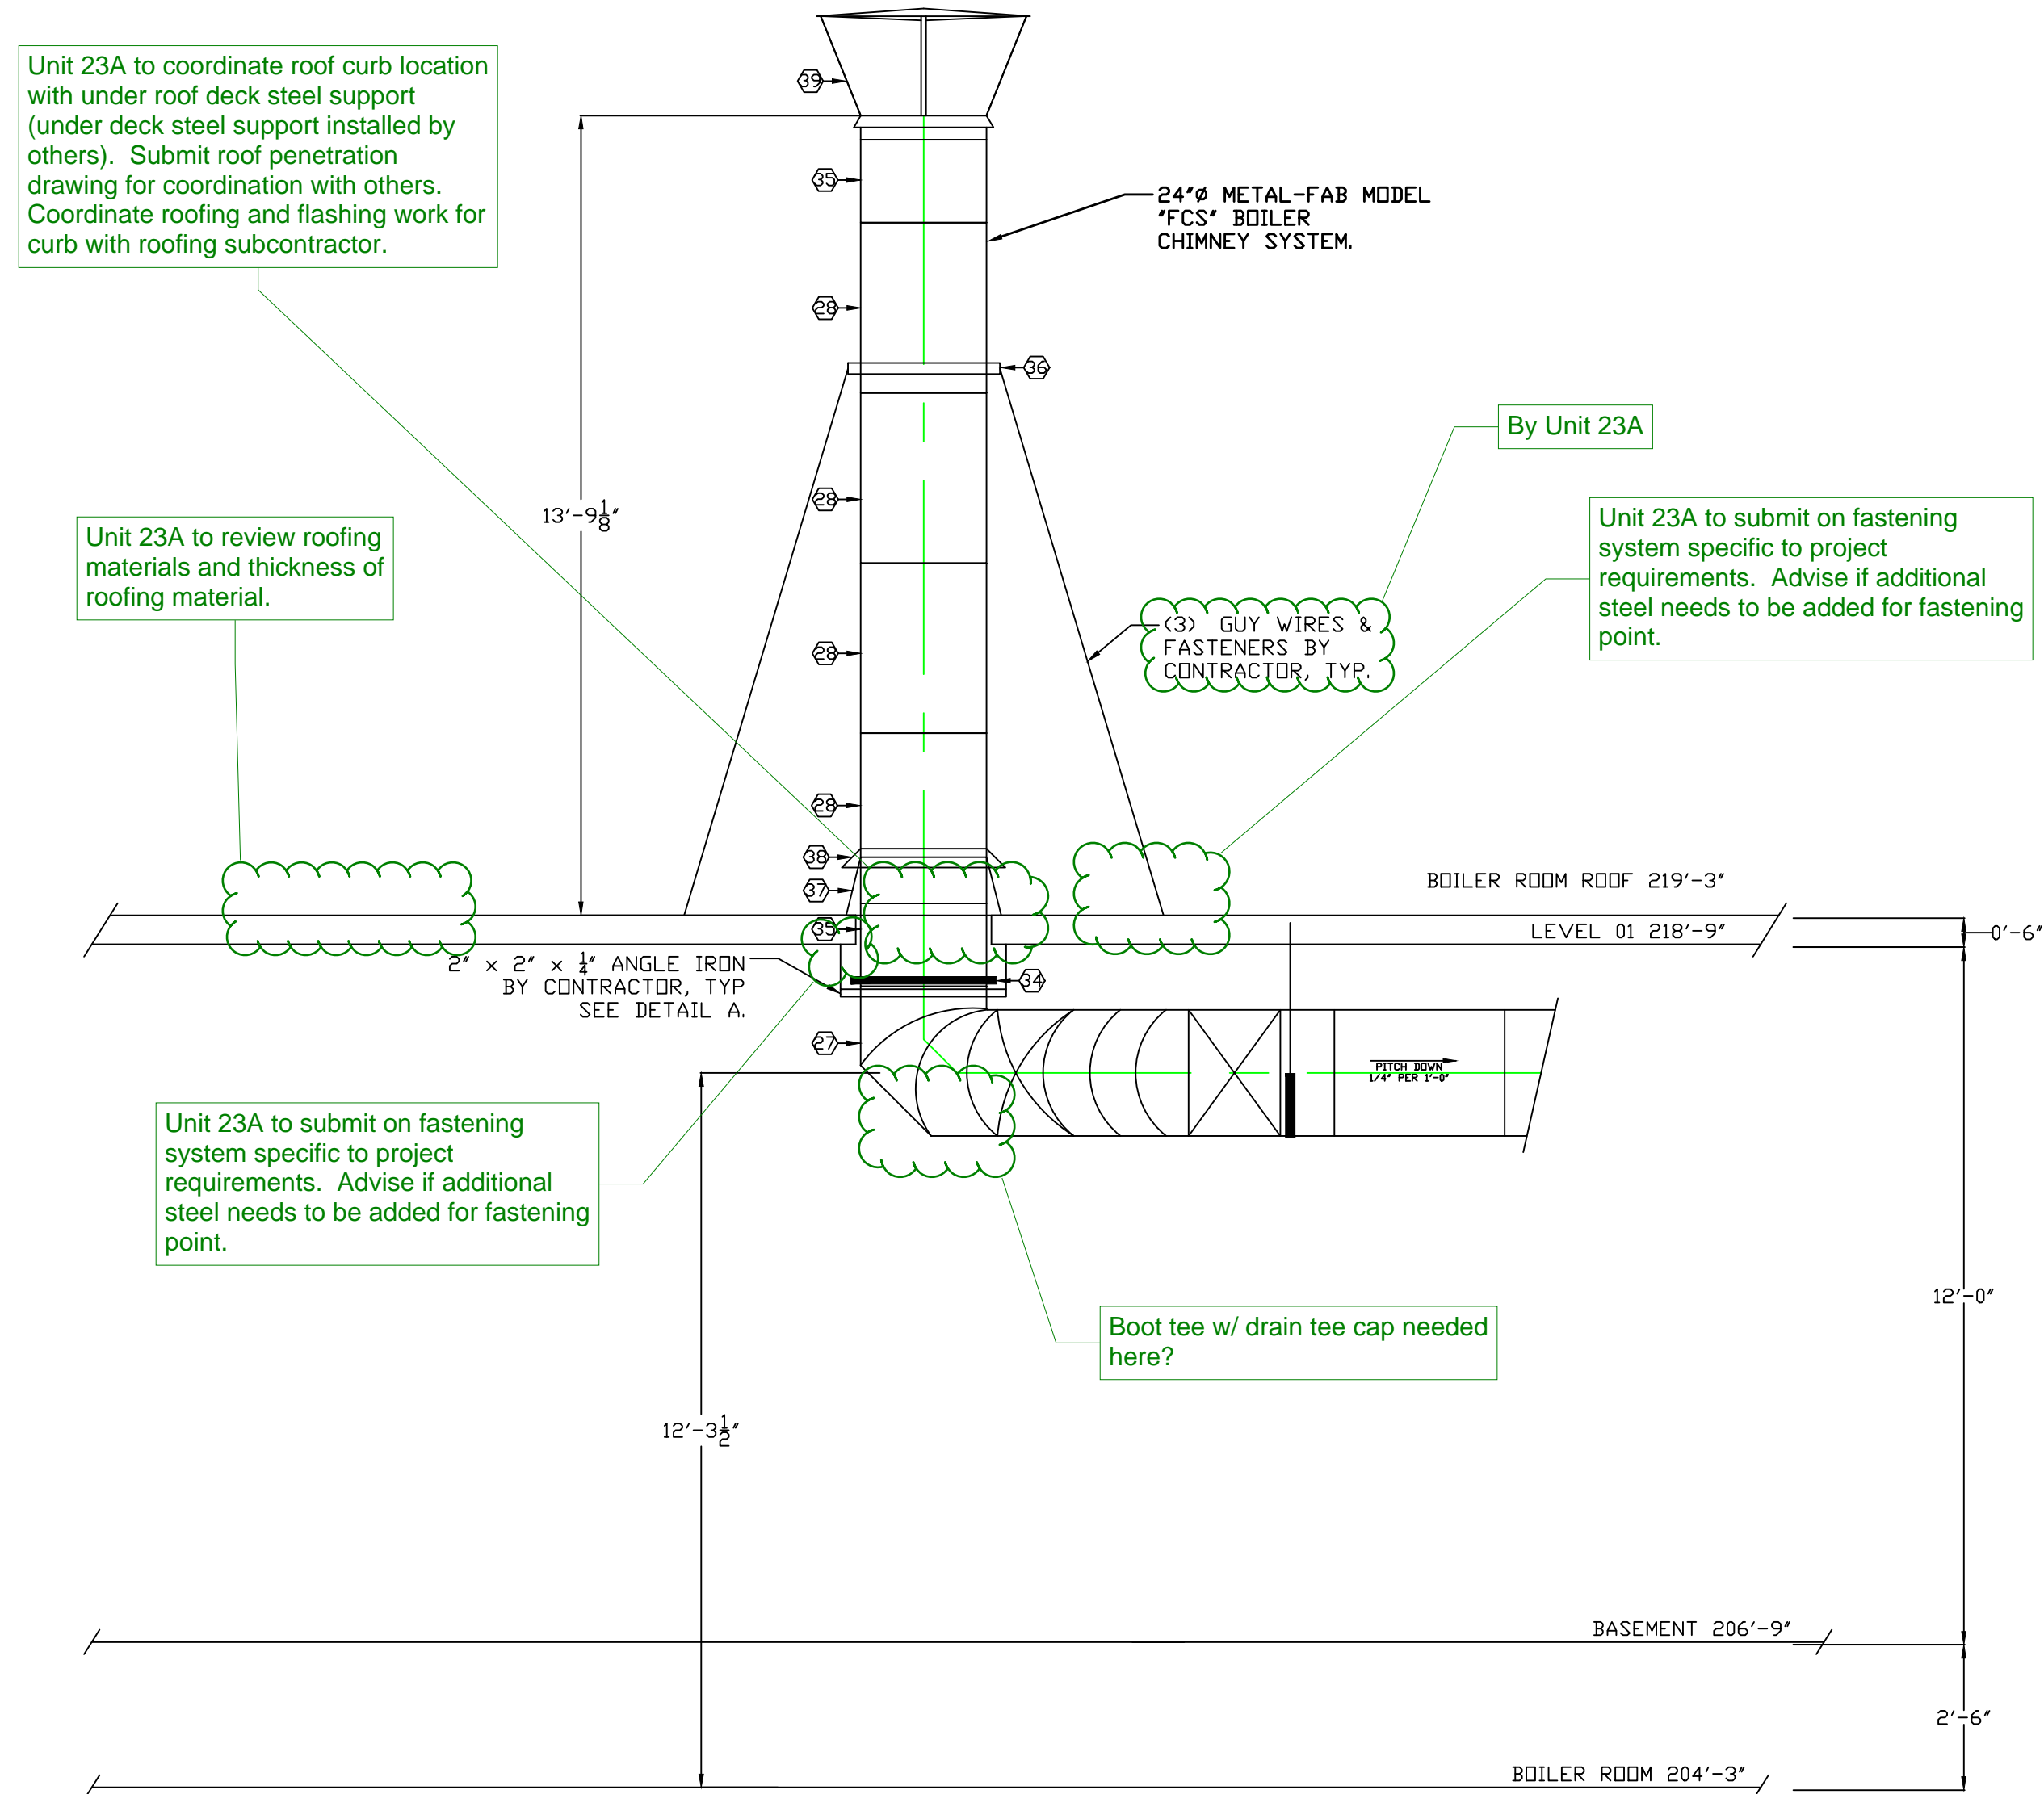 Unit 23A to coordinate roof curb location
with under roof deck steel support
(under deck steel support installed by
others).  Submit roof penetration
drawing for coordination with others.
Coordinate roofing and flashing work for
curb with roofing subcontractor.
39
35
24"Ø METAL-FAB MODEL
"FCS" BOILER
CHIMNEY SYSTEM.
28
36
By Unit 23A
28
13'-9 1/8"
Unit 23A to review roofing
materials and thickness of
roofing material.
Unit 23A to submit on fastening
system specific to project
requirements.  Advise if additional
steel needs to be added for fastening
point.
(3) GUY WIRES &
FASTENERS BY
CONTRACTOR, TYP.
28
28
38
37
35
BOILER ROOM ROOF 219'-3"
LEVEL 01 218'-9"
0'-6"
2" x 2" x 1/4" ANGLE IRON
BY CONTRACTOR, TYP
SEE DETAIL A.
34
27
PITCH DOWN
1/4" PER 1'-0"
Unit 23A to submit on fastening
system specific to project
requirements.  Advise if additional
steel needs to be added for fastening
point.
12'-0"
Boot tee w/ drain tee cap needed
here?
12'-3 1/2"
BASEMENT 206'-9"
2'-6"
BOILER ROOM 204'-3"